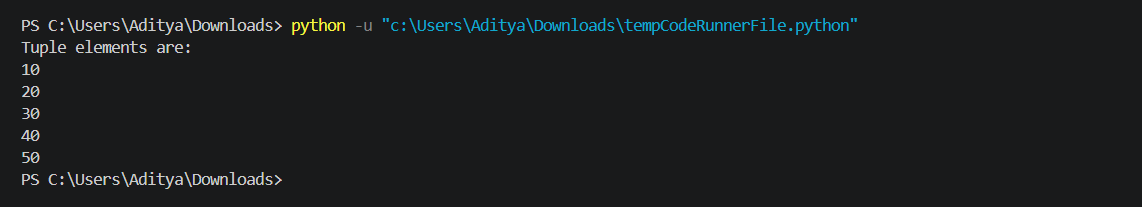 PS C:\Users\Aditya\Downloads> python -u "c:\Users\Aditya\Downloads\tempCodeRunnerFile.python"
Tuple elements are:
10
20
30
40
50
PS C:\Users\Aditya\Downloads>